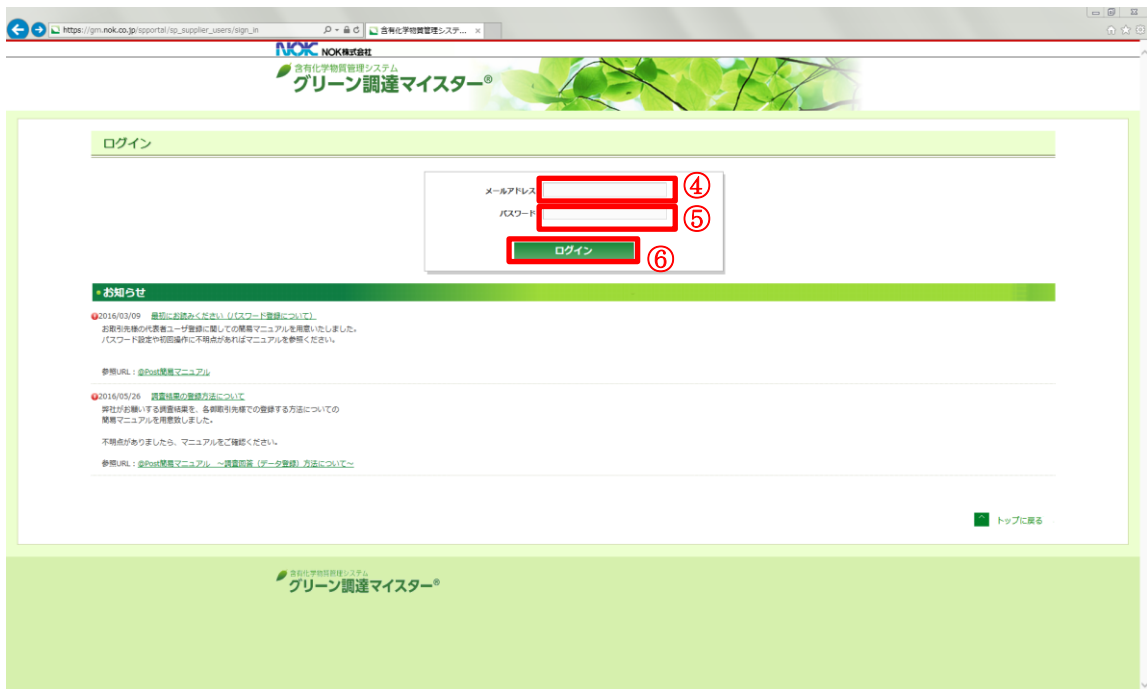 https://gm.nok.co.jp/spportal/sp_supplier_users/sign_in
含有化学物質管理システ... ×
NOK NOK株式会社
含有化学物質管理システム
グリーン調達マイスター®
ログイン
メールアドレス ④
パスワード ⑤
ログイン ⑥
お知らせ
2016/03/09 最初にお読みください（パスワード登録について）
お取引先様の代表者ユーザ登録に関しての簡易マニュアルを用意いたしました。
パスワード設定や初回操作に不明点があればマニュアルを参照ください。
参照URL：@Post簡易マニュアル
2016/05/26 調査結果の登録方法について
弊社がお願いする調査結果を、各御取引先様での登録する方法についての
簡易マニュアルを用意致しました。
不明点がありましたら、マニュアルをご確認ください。
参照URL：@Post簡易マニュアル ～調査回答（データ登録）方法について～
トップに戻る
含有化学物質管理システム
グリーン調達マイスター®